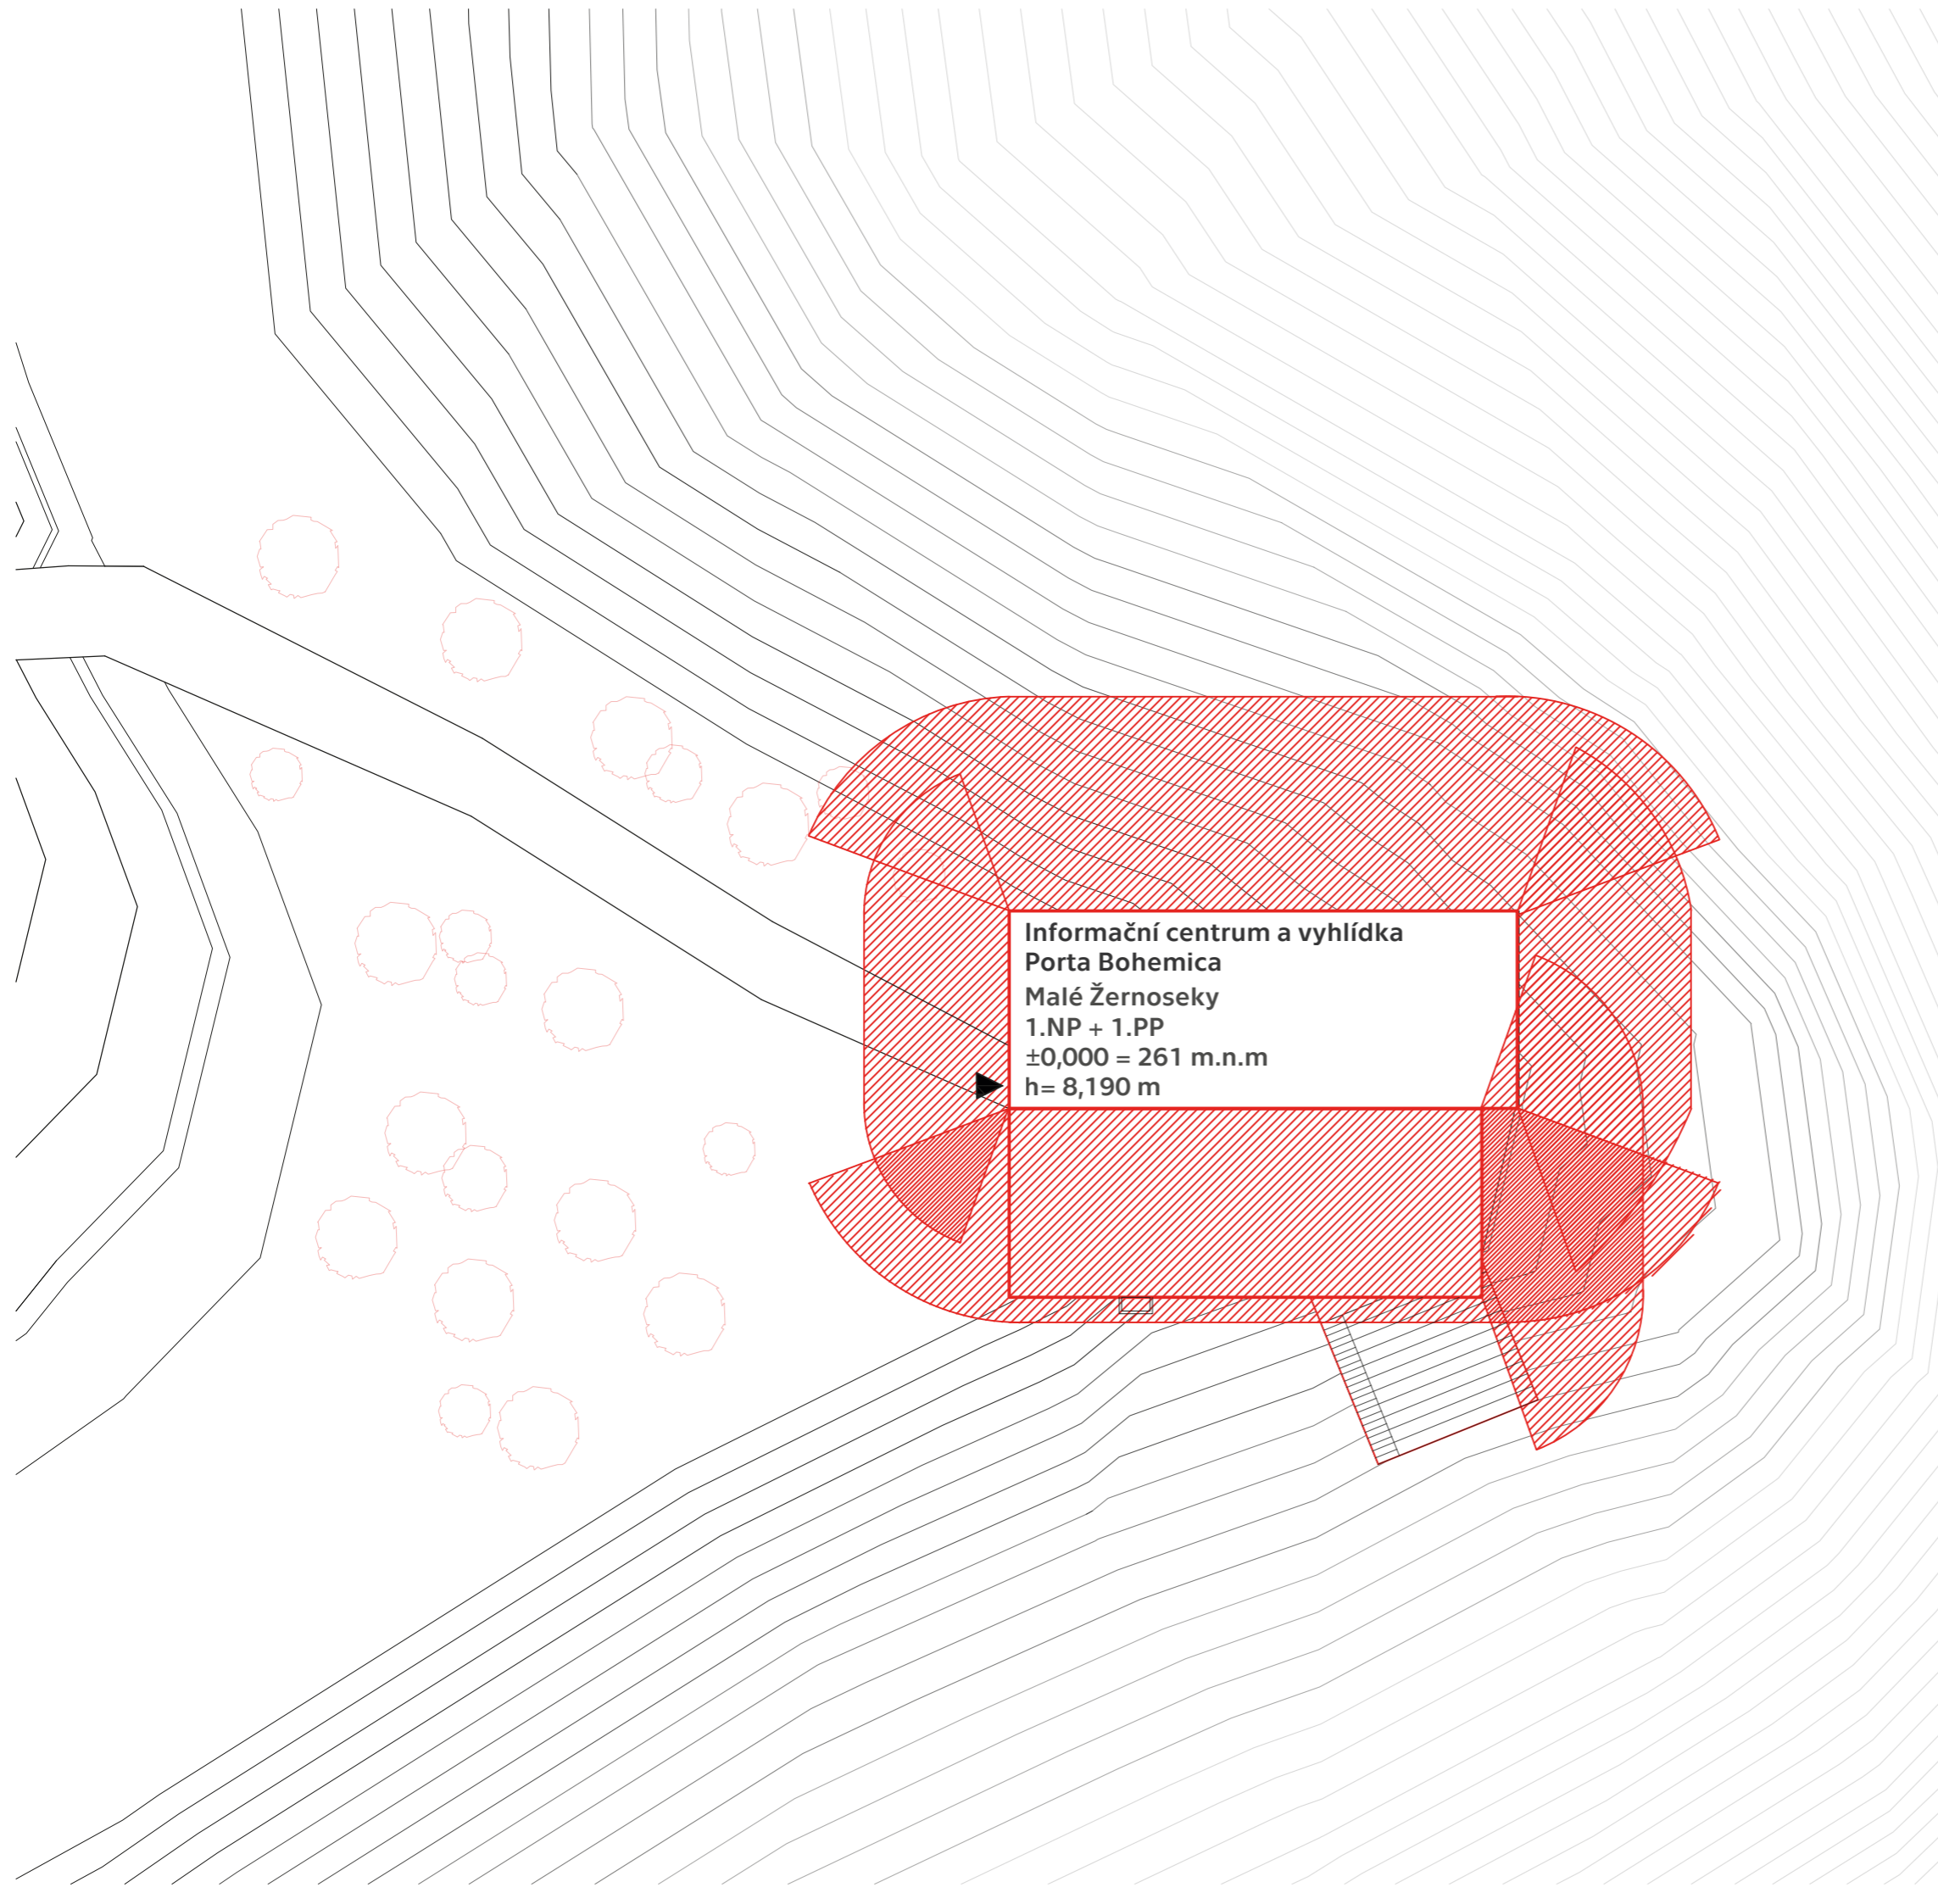 Informační centrum a vyhlídka
Porta Bohemica
Malé Žernoseky
1.NP + 1.PP
±0,000 = 261 m.n.m
h= 8,190 m